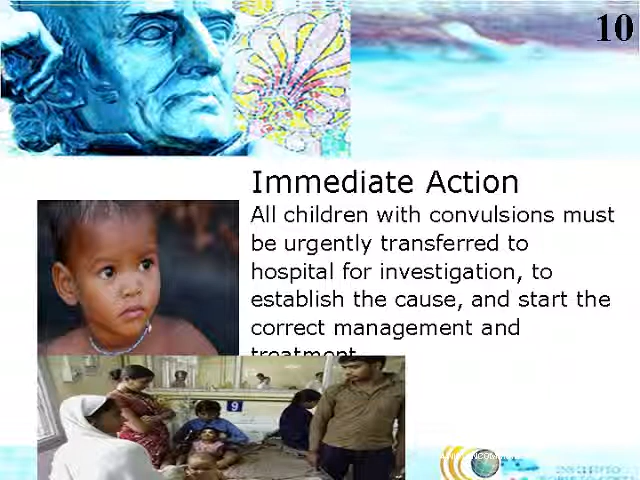 10
Immediate Action
All children with convulsions must
be urgently transferred to
hospital for investigation, to
establish the cause, and start the
correct management and
treatment
9